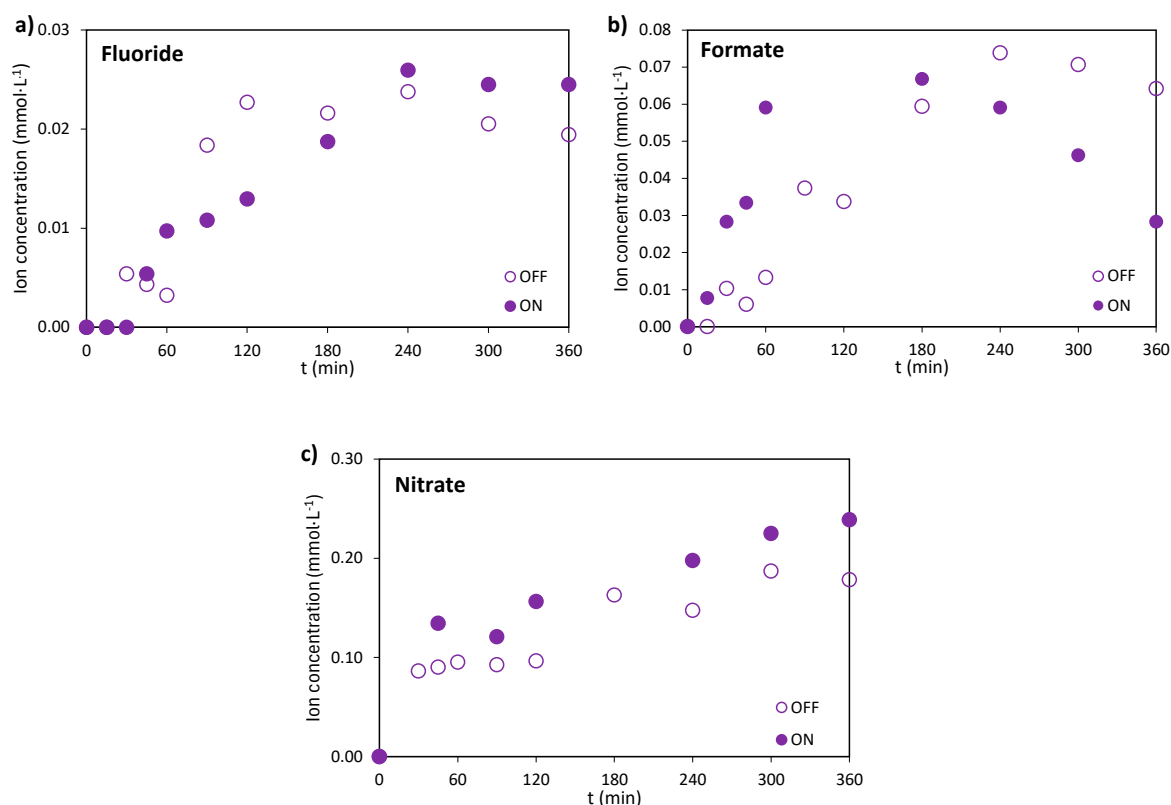 a)
Fluoride
Ion concentration (mmol·L-1)
0.03
0.02
0.01
0.00
OFF
ON
0 60 120 180 240 300 360
t (min)
b)
Formate
Ion concentration (mmol·L-1)
0.08
0.07
0.06
0.05
0.04
0.03
0.02
0.01
0.00
OFF
ON
0 60 120 180 240 300 360
t (min)
c)
Nitrate
Ion concentration (mmol·L-1)
0.30
0.20
0.10
0.00
OFF
ON
0 60 120 180 240 300 360
t (min)